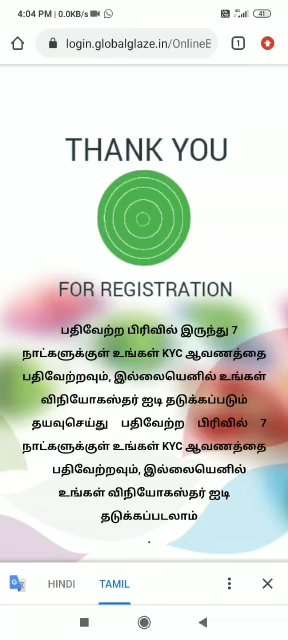 4:04 PM | 0.0KB/s
41
login.globalglaze.in/OnlineE
1
THANK YOU
FOR REGISTRATION
பதிவேற்ற பிரிவில் இருந்து 7
நாட்களுக்குள் உங்கள் KYC ஆவணத்தை
பதிவேற்றவும், இல்லையெனில் உங்கள்
விநியோகஸ்தர் ஐடி தடுக்கப்படும்
தயவுசெய்து பதிவேற்ற பிரிவில் 7
நாட்களுக்குள் உங்கள் KYC ஆவணத்தை
பதிவேற்றவும், இல்லையெனில்
உங்கள் விநியோகஸ்தர் ஐடி
தடுக்கப்படலாம்
.
HINDI TAMIL